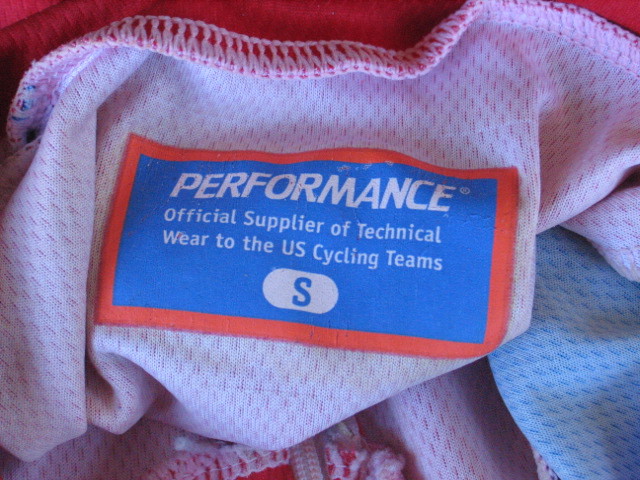 PERFORMANCE®
Official Supplier of Technical
Wear to the US Cycling Teams
S